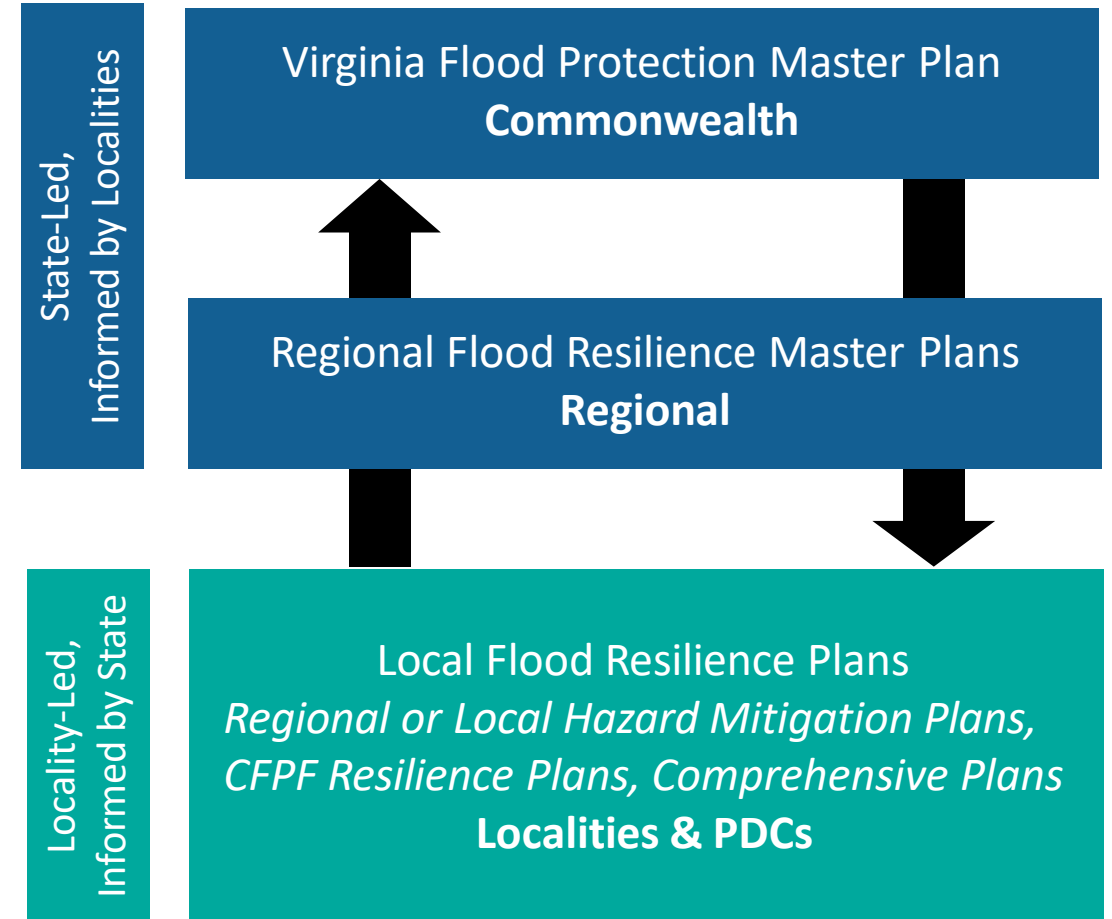 State-Led,
Informed by Localities
Virginia Flood Protection Master Plan
Commonwealth
Regional Flood Resilience Master Plans
Regional
Locality-Led,
Informed by State
Local Flood Resilience Plans
Regional or Local Hazard Mitigation Plans,
CFPF Resilience Plans, Comprehensive Plans
Localities & PDCs